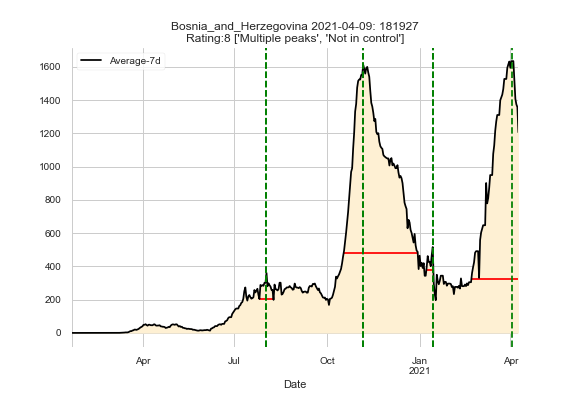 Bosnia_and_Herzegovina 2021-04-09: 181927
Rating:8 ['Multiple peaks', 'Not in control']
Average-7d
1600
1400
1200
1000
800
600
400
200
0
Apr
Jul
Oct
Jan
2021
Apr
Date